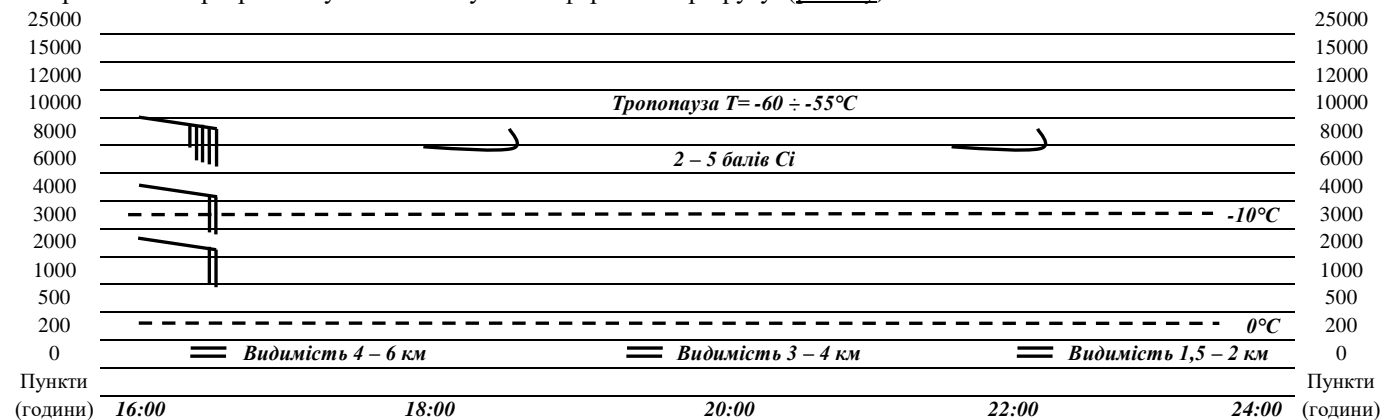 25000 25000
15000 15000
12000 12000
10000 Тропопауза Т= -60 ÷ -55°С 10000
8000 8000
6000 2 – 5 балів Сі 6000
4000 4000
3000 -10°С 3000
2000 2000
1000 1000
500 500
200 0°С 200
0 Видимість 4 – 6 км Видимість 3 – 4 км Видимість 1,5 – 2 км 0
Пункти Пункти
(години) 16:00 18:00 20:00 22:00 24:00 (години)